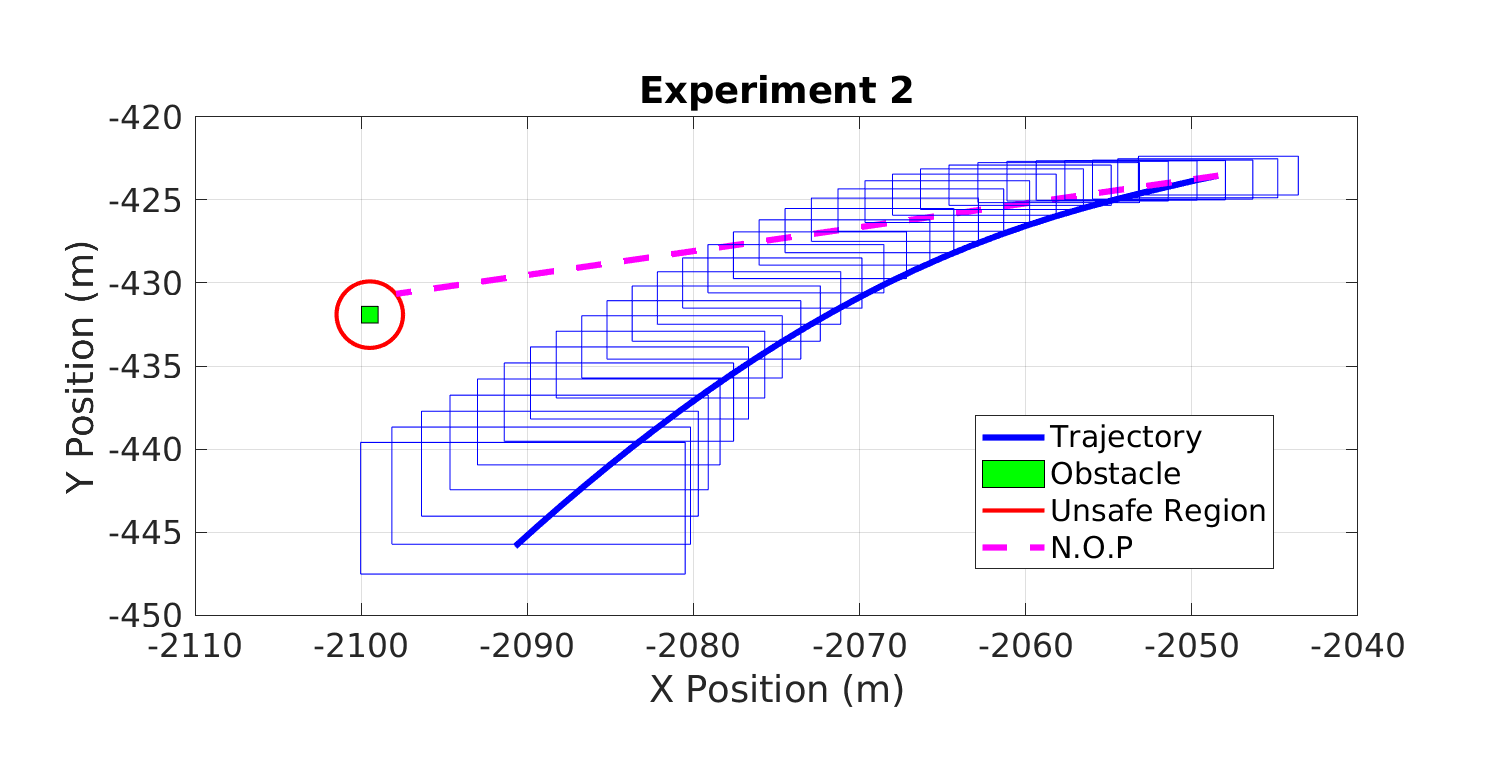 Experiment 2
-420
-425
-430
-435
-440
-445
-450
Y Position (m)
-2110 -2100 -2090 -2080 -2070 -2060 -2050 -2040
X Position (m)
Trajectory
Obstacle
Unsafe Region
N.O.P